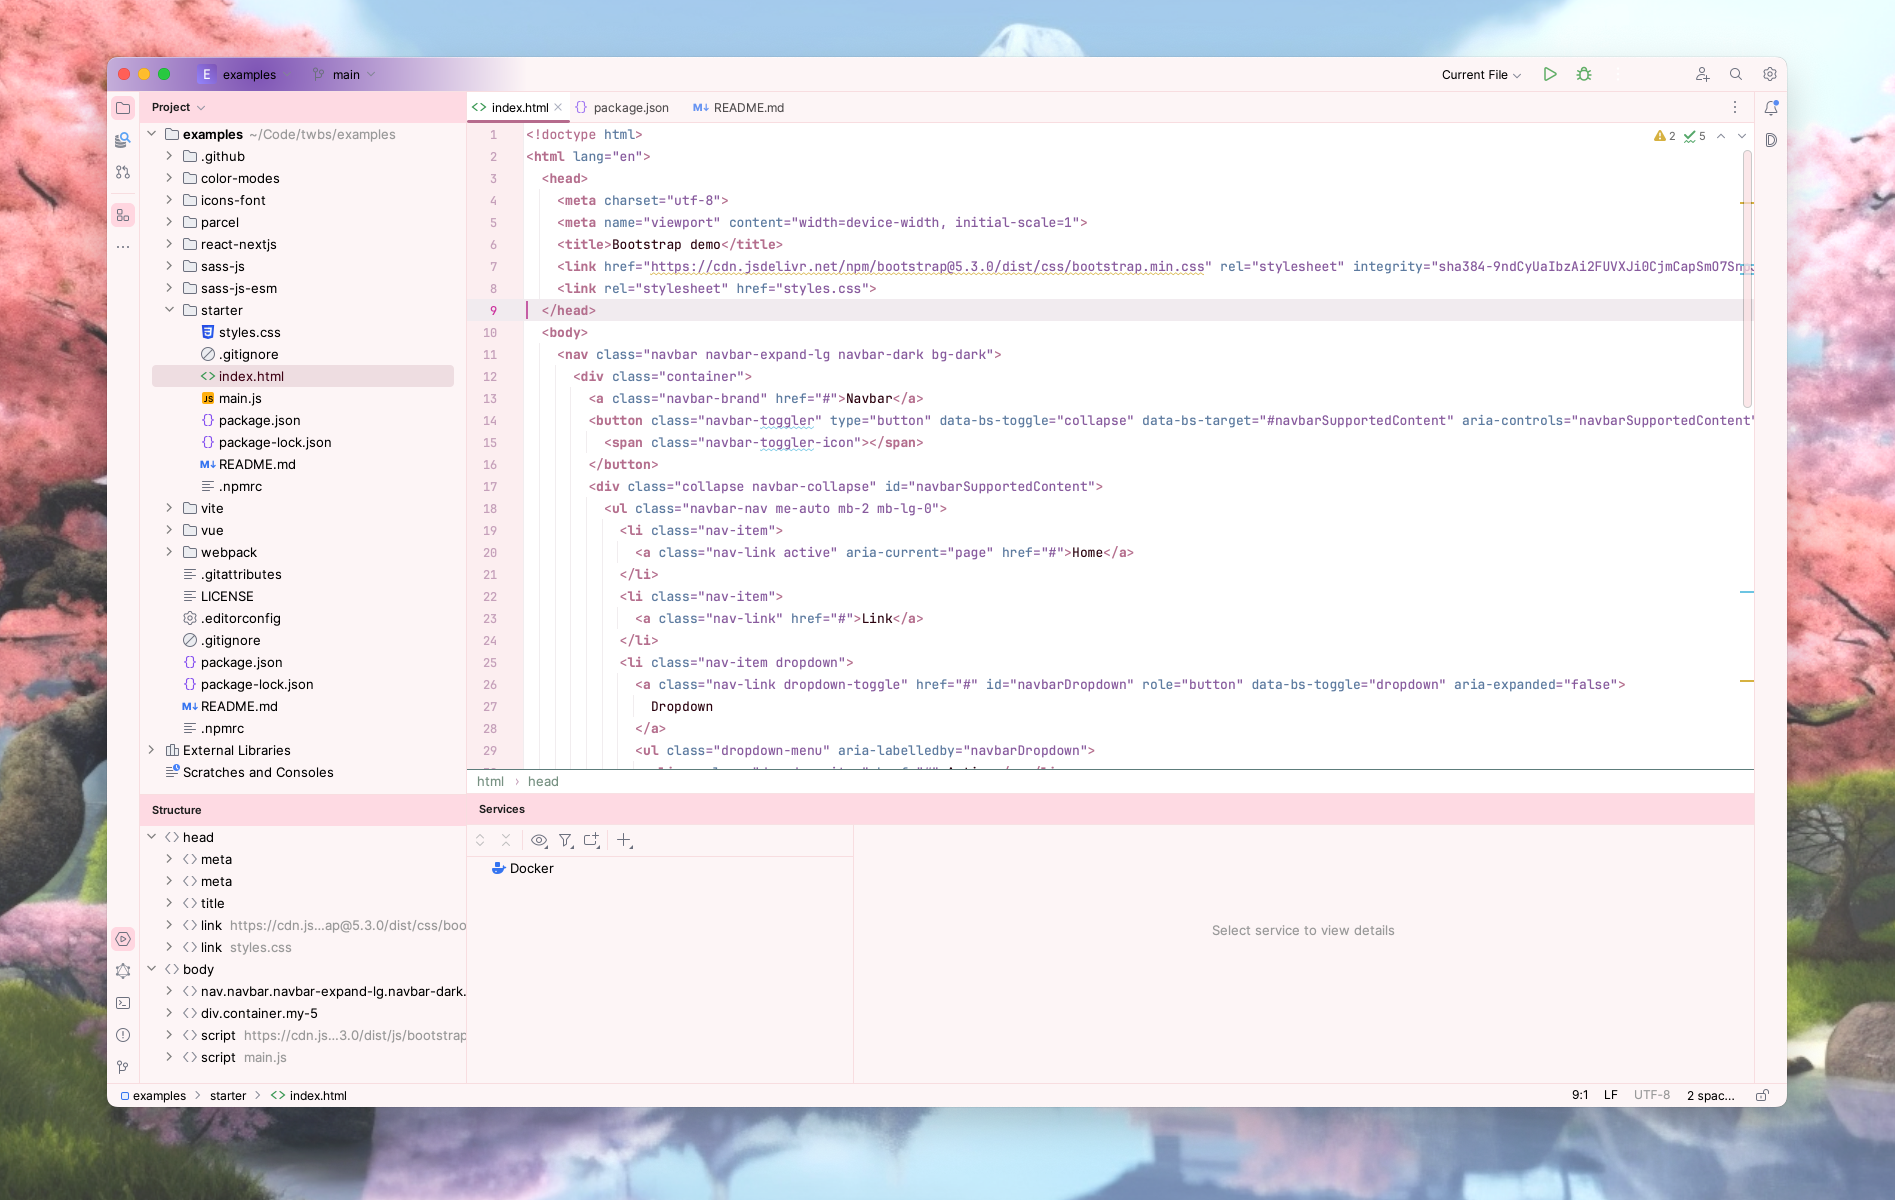 E examples main Current File
Project
index.html package.json README.md
examples ~/Code/twbs/examples
.github
color-modes
icons-font
parcel
react-nextjs
sass-js
sass-js-esm
starter
styles.css
.gitignore
index.html
JS main.js
{} package.json
{} package-lock.json
M↓ README.md
.npmrc
vite
vue
webpack
.gitattributes
LICENSE
.editorconfig
.gitignore
{} package.json
{} package-lock.json
M↓ README.md
.npmrc
External Libraries
Scratches and Consoles
2 5
1 <!doctype html>
2 <html lang="en">
3 <head>
4 <meta charset="utf-8">
5 <meta name="viewport" content="width=device-width, initial-scale=1">
6 <title>Bootstrap demo</title>
7 <link href="https://cdn.jsdelivr.net/npm/bootstrap@5.3.0/dist/css/bootstrap.min.css" rel="stylesheet" integrity="sha384-9ndCyUaIbzAi2FUVXJi0CjmCapSmO7Snp
8 <link rel="stylesheet" href="styles.css">
9 </head>
10 <body>
11 <nav class="navbar navbar-expand-lg navbar-dark bg-dark">
12 <div class="container">
13 <a class="navbar-brand" href="#">Navbar</a>
14 <button class="navbar-toggler" type="button" data-bs-toggle="collapse" data-bs-target="#navbarSupportedContent" aria-controls="navbarSupportedContent"
15 <span class="navbar-toggler-icon"></span>
16 </button>
17 <div class="collapse navbar-collapse" id="navbarSupportedContent">
18 <ul class="navbar-nav me-auto mb-2 mb-lg-0">
19 <li class="nav-item">
20 <a class="nav-link active" aria-current="page" href="#">Home</a>
21 </li>
22 <li class="nav-item">
23 <a class="nav-link" href="#">Link</a>
24 </li>
25 <li class="nav-item dropdown">
26 <a class="nav-link dropdown-toggle" href="#" id="navbarDropdown" role="button" data-bs-toggle="dropdown" aria-expanded="false">
27 Dropdown
28 </a>
29 <ul class="dropdown-menu" aria-labelledby="navbarDropdown">
html › head
Structure
head
meta
meta
title
link https://cdn.js...ap@5.3.0/dist/css/boo
link styles.css
body
nav.navbar.navbar-expand-lg.navbar-dark.
div.container.my-5
script https://cdn.js...3.0/dist/js/bootstrap
script main.js
Services
Docker
Select service to view details
examples › starter › index.html
9:1 LF UTF-8 2 spac...